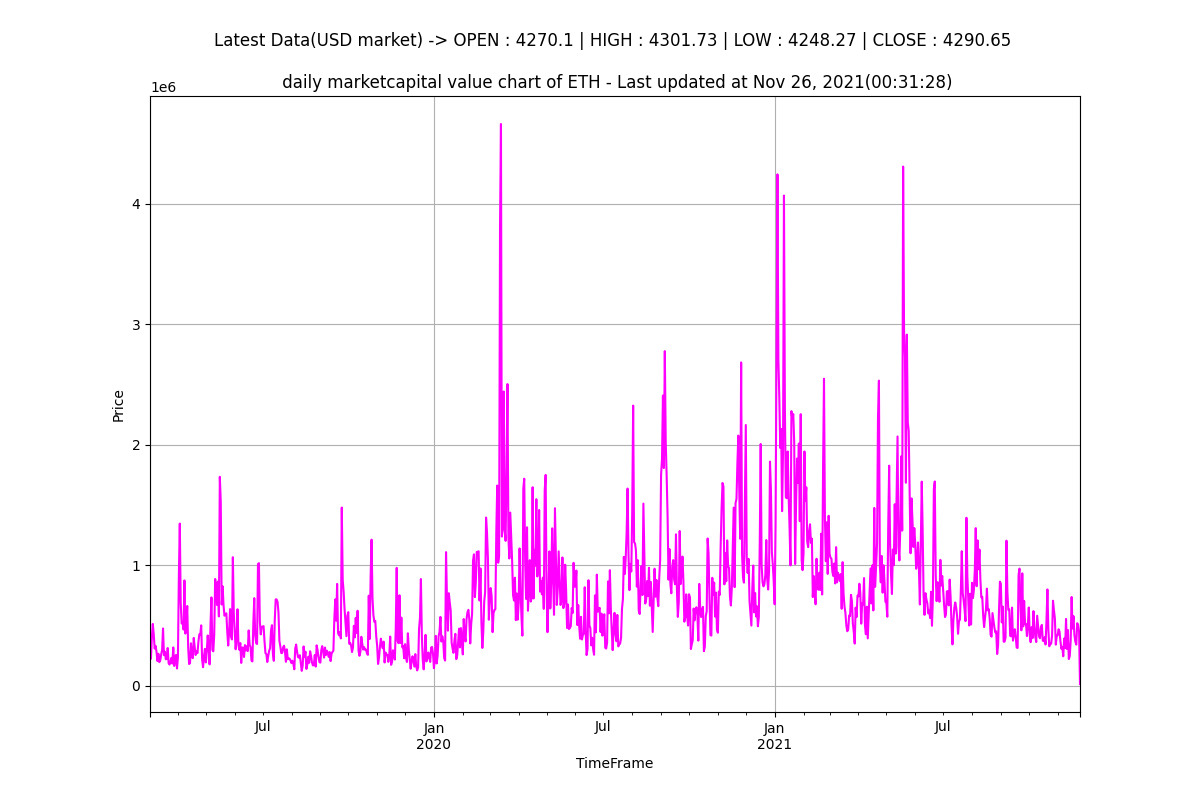 Latest Data(USD market) -> OPEN : 4270.1 | HIGH : 4301.73 | LOW : 4248.27 | CLOSE : 4290.65
daily marketcapital value chart of ETH - Last updated at Nov 26, 2021(00:31:28)
1e6
4
3
2
1
0
Price
Jul
Jan
2020
Jul
Jan
2021
Jul
TimeFrame